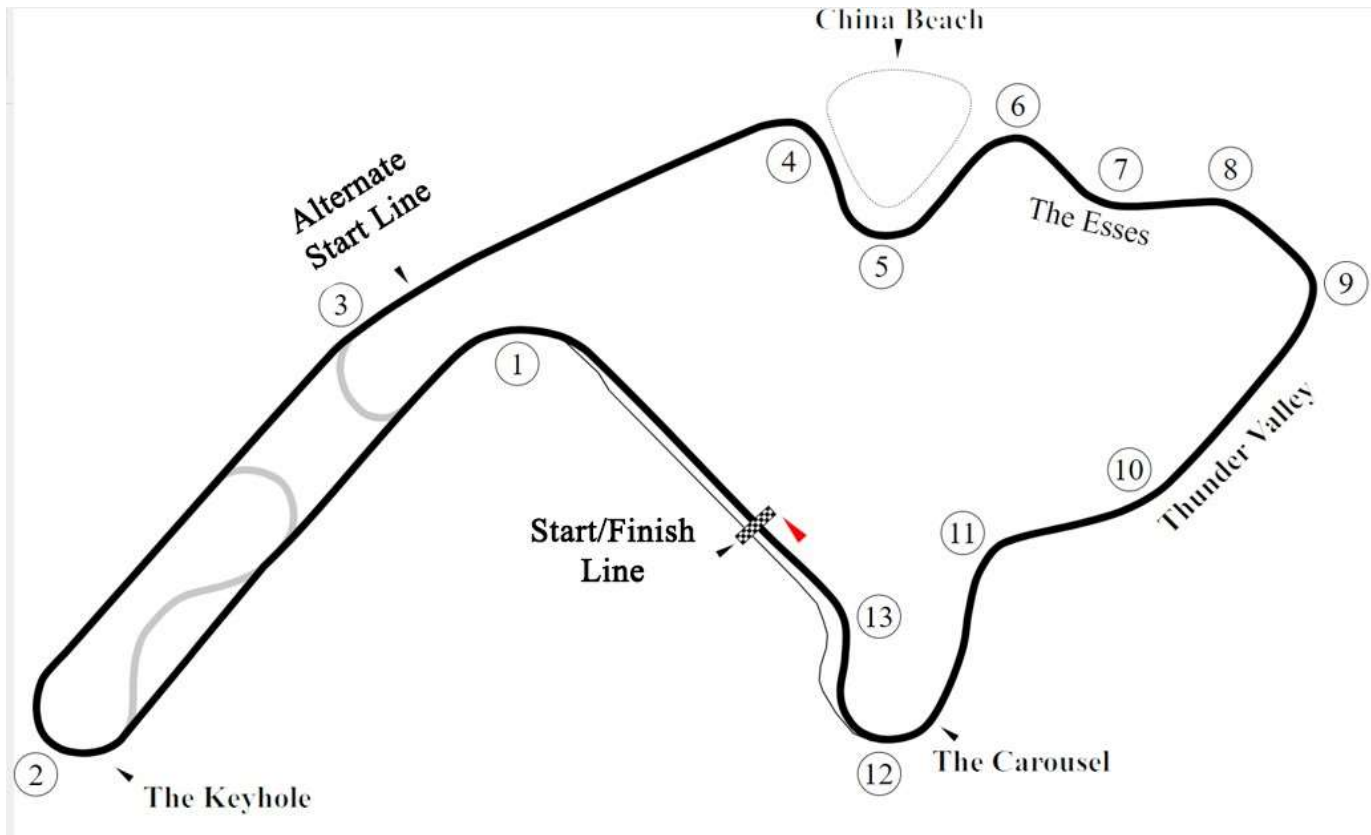 China Beach
6
4
7
8
Alternate
Start Line
The Esses
5
9
3
1
Thunder Valley
10
Start/Finish
Line
11
13
The Carousel
2
12
The Keyhole